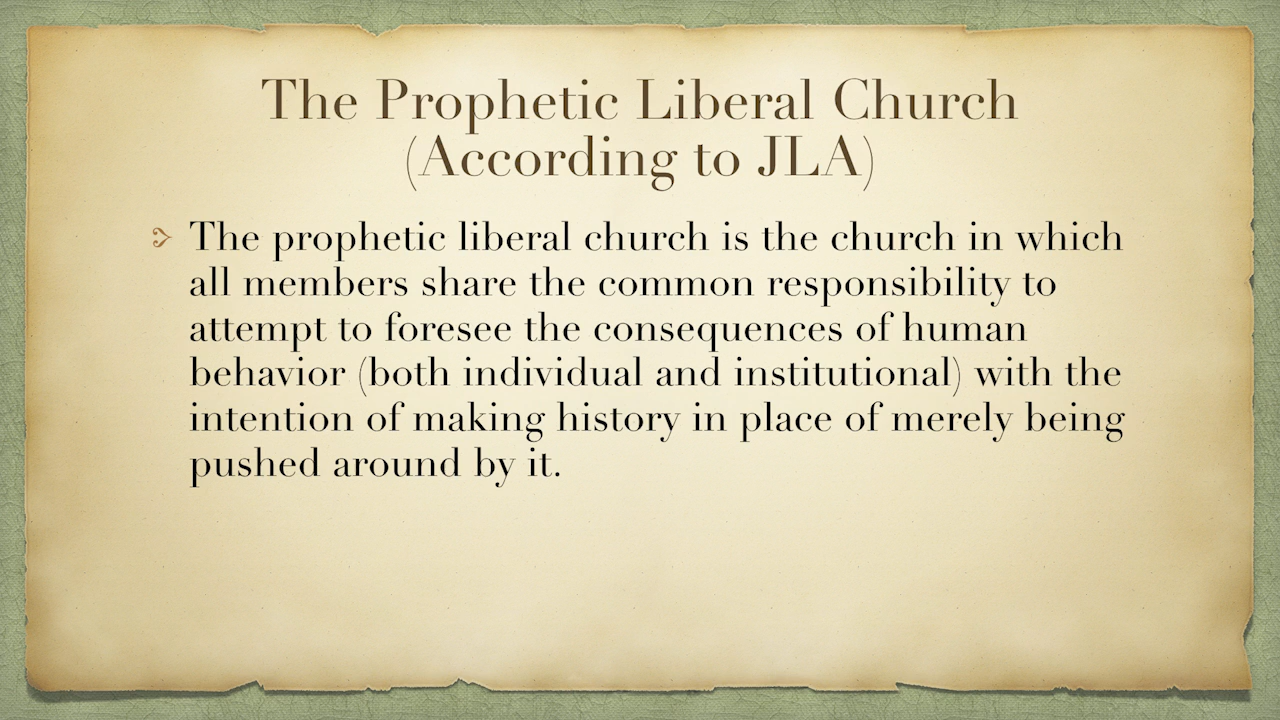 The Prophetic Liberal Church
(According to JLA)
The prophetic liberal church is the church in which
all members share the common responsibility to
attempt to foresee the consequences of human
behavior (both individual and institutional) with the
intention of making history in place of merely being
pushed around by it.